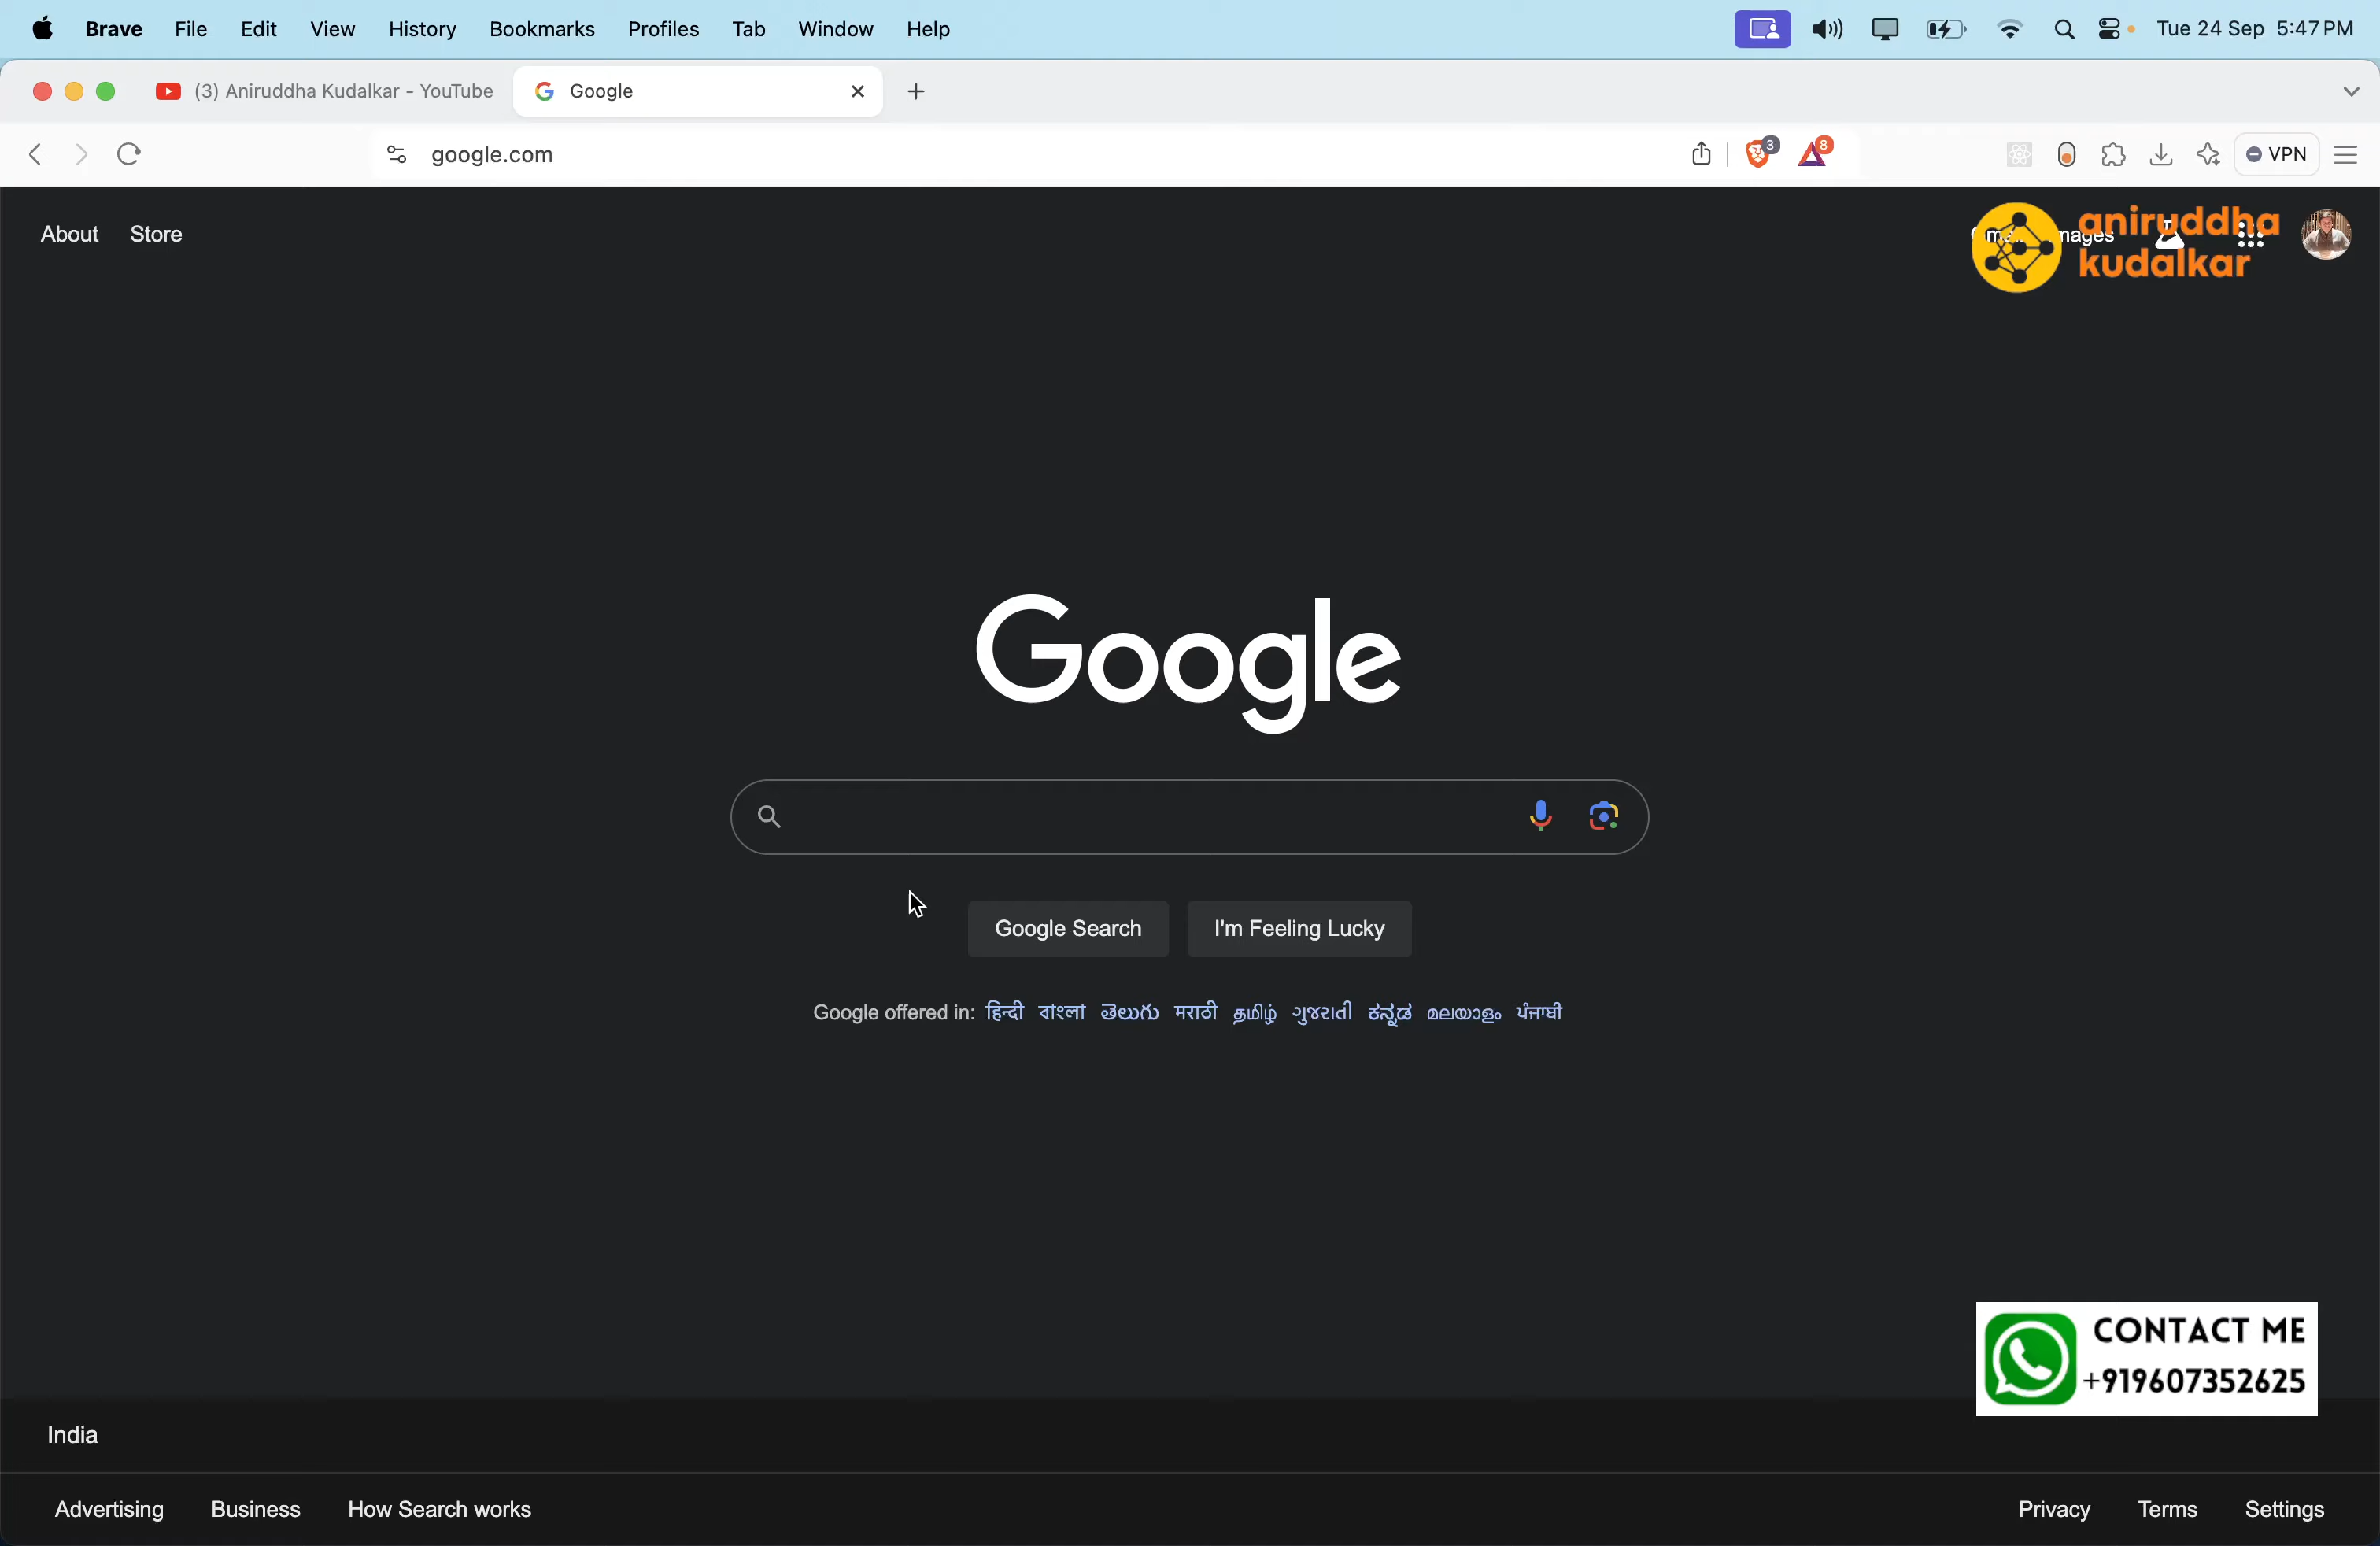 Brave File Edit View History Bookmarks Profiles Tab Window Help Tue 24 Sep 5:47 PM
(3) Aniruddha Kudalkar - YouTube Google
google.com 3 8 VPN
About Store
aniruddha
kudalkar
Google
Google Search I'm Feeling Lucky
Google offered in: हिन्दी বাংলা తెలుగు मराठी தமிழ் ગુજરાતી ಕನ್ನಡ മലയാളം ਪੰਜਾਬੀ
CONTACT ME
+919607352625
India
Advertising Business How Search works Privacy Terms Settings